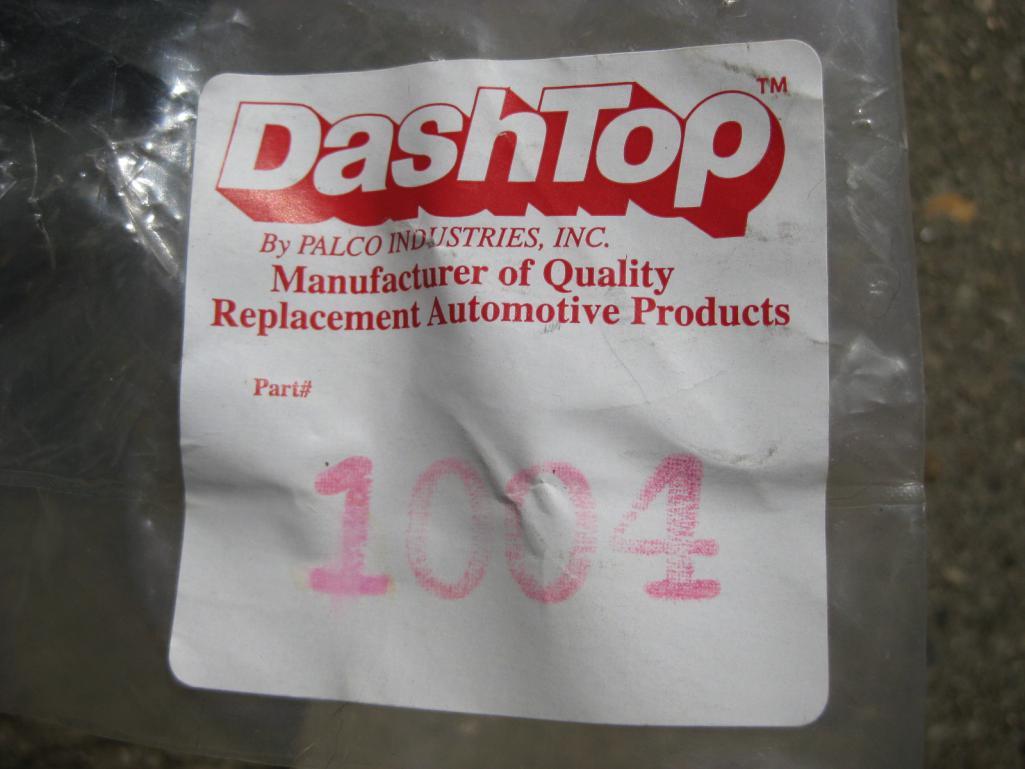 DashTop™
By PALCO INDUSTRIES, INC.
Manufacturer of Quality
Replacement Automotive Products
Part#
1004